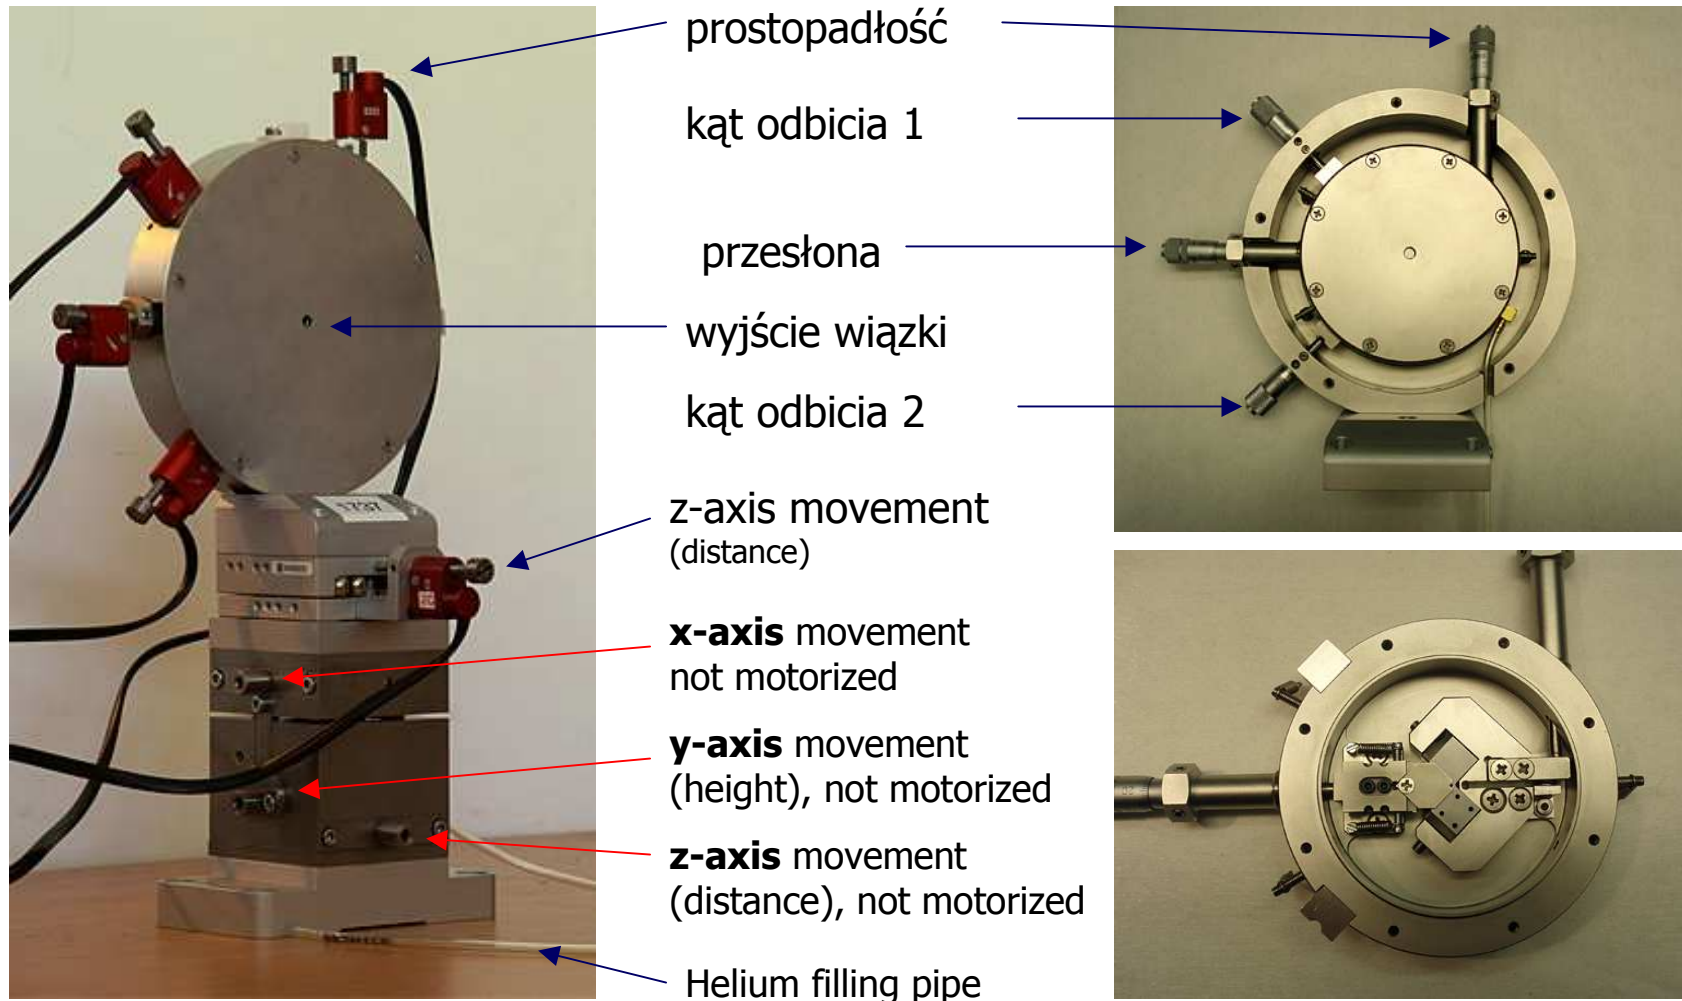 prostopadłość
kąt odbicia 1
przesłona
wyjście wiązki
kąt odbicia 2
z-axis movement
(distance)
x-axis movement
not motorized
y-axis movement
(height), not motorized
z-axis movement
(distance), not motorized
Helium filling pipe
1737